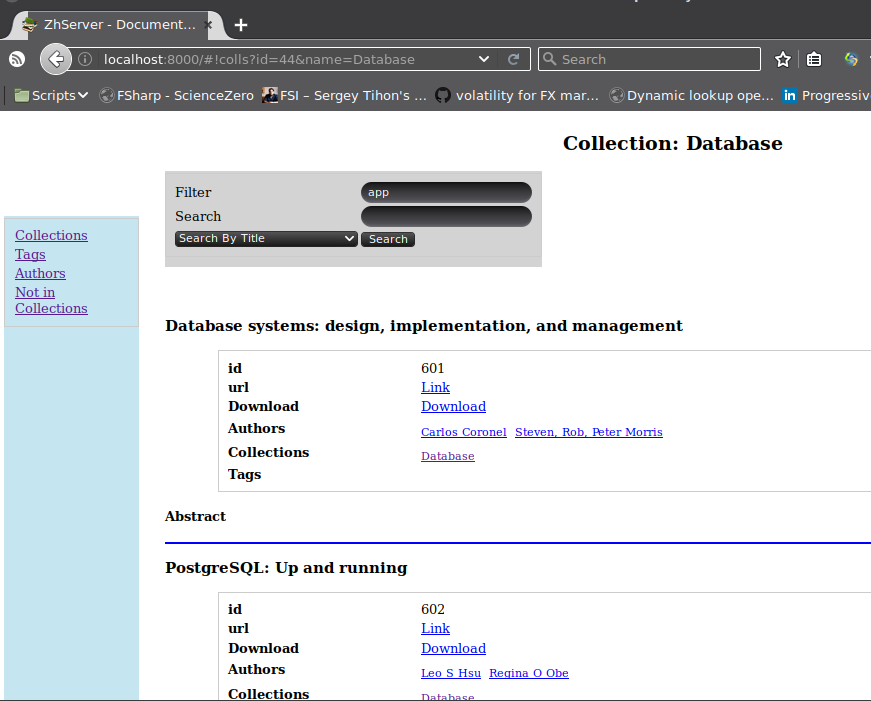 ZhServer - Document...
localhost:8000/#!colls?id=44&name=Database
Search
Scripts FSharp - ScienceZero FSI – Sergey Tihon's ... volatility for FX mar... Dynamic lookup ope... in Progressiv
Collection: Database
Filter app
Search
Search By Title Search
Collections
Tags
Authors
Not in
Collections
Database systems: design, implementation, and management
id 601
url Link
Download Download
Authors Carlos Coronel Steven, Rob, Peter Morris
Collections Database
Tags
Abstract
PostgreSQL: Up and running
id 602
url Link
Download Download
Authors Leo S Hsu Regina O Obe
Collections Database